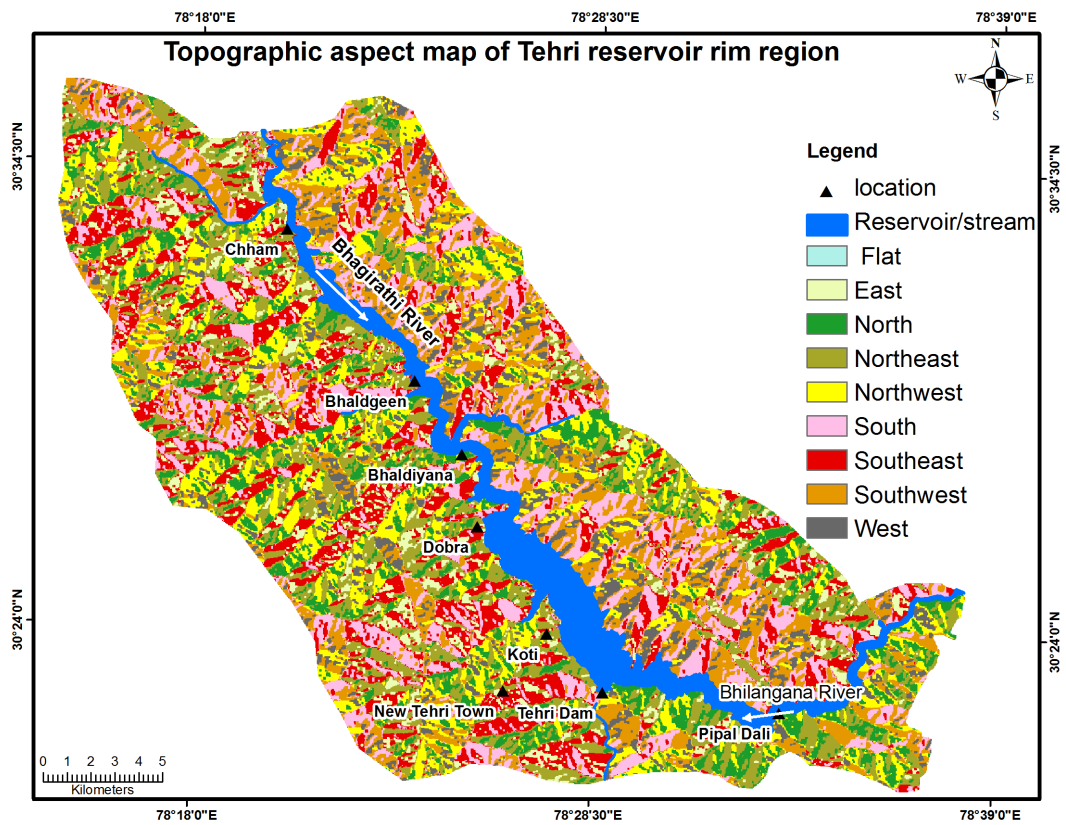 78°18'0"E
78°28'30"E
78°39'0"E
Topographic aspect map of Tehri reservoir rim region
N
W
E
S
30°34'30"N
30°34'30"N
Legend
location
Reservoir/stream
Flat
East
North
Northeast
Northwest
South
Southeast
Southwest
West
Chham
Bhagirathi River
Bhaldgeen
Bhaldiyana
Dobra
30°24'0"N
30°24'0"N
Koti
New Tehri Town
Tehri Dam
Bhilangana River
Pipal Dali
0 1 2 3 4 5
Kilometers
78°18'0"E
78°28'30"E
78°39'0"E